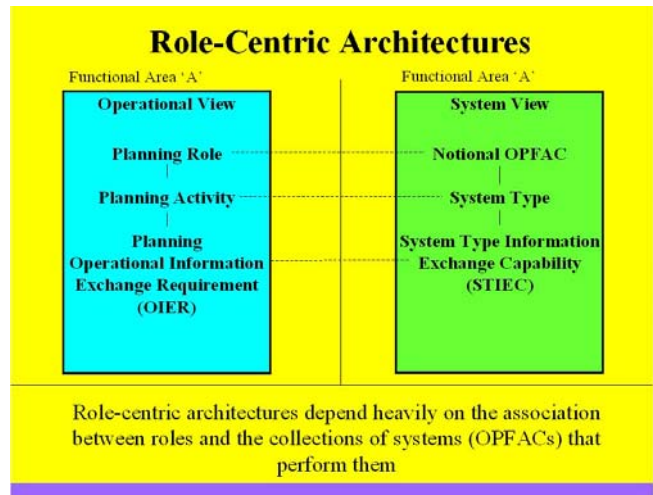 Role-Centric Architectures
Functional Area 'A'
Operational View
Planning Role
Planning Activity
Planning
Operational Information
Exchange Requirement
(OIER)
Functional Area 'A'
System View
Notional OPFAC
System Type
System Type Information
Exchange Capability
(STIEC)
Role-centric architectures depend heavily on the association
between roles and the collections of systems (OPFACs) that
perform them